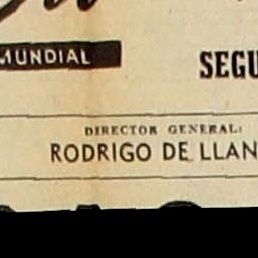 MUNDIAL
SEGU
DIRECTOR GENERAL:
RODRIGO DE LLAN